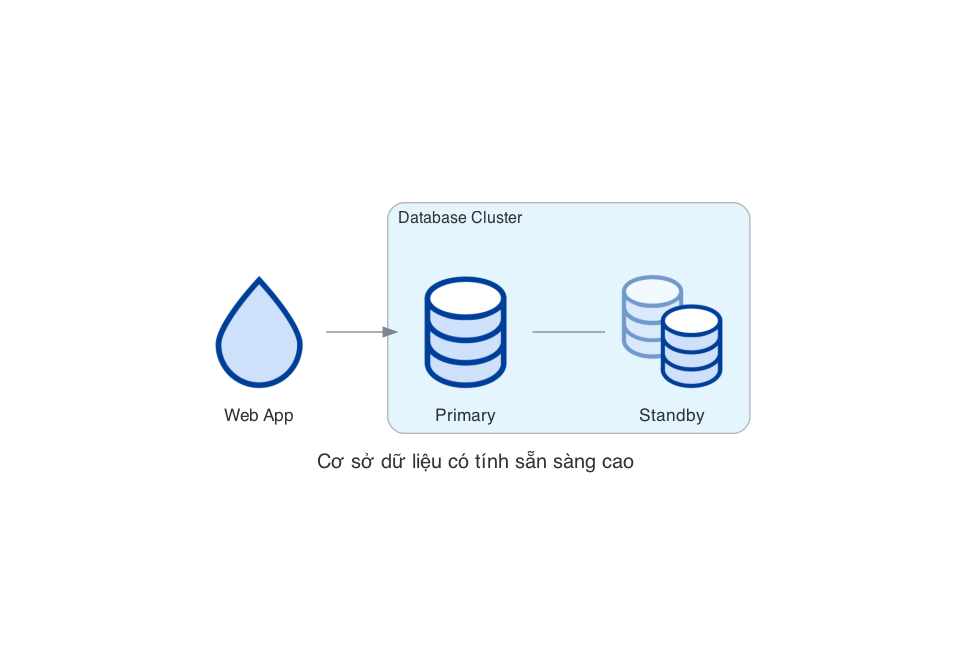 Database Cluster
Web App
Primary
Standby
Cơ sở dữ liệu có tính sẵn sàng cao